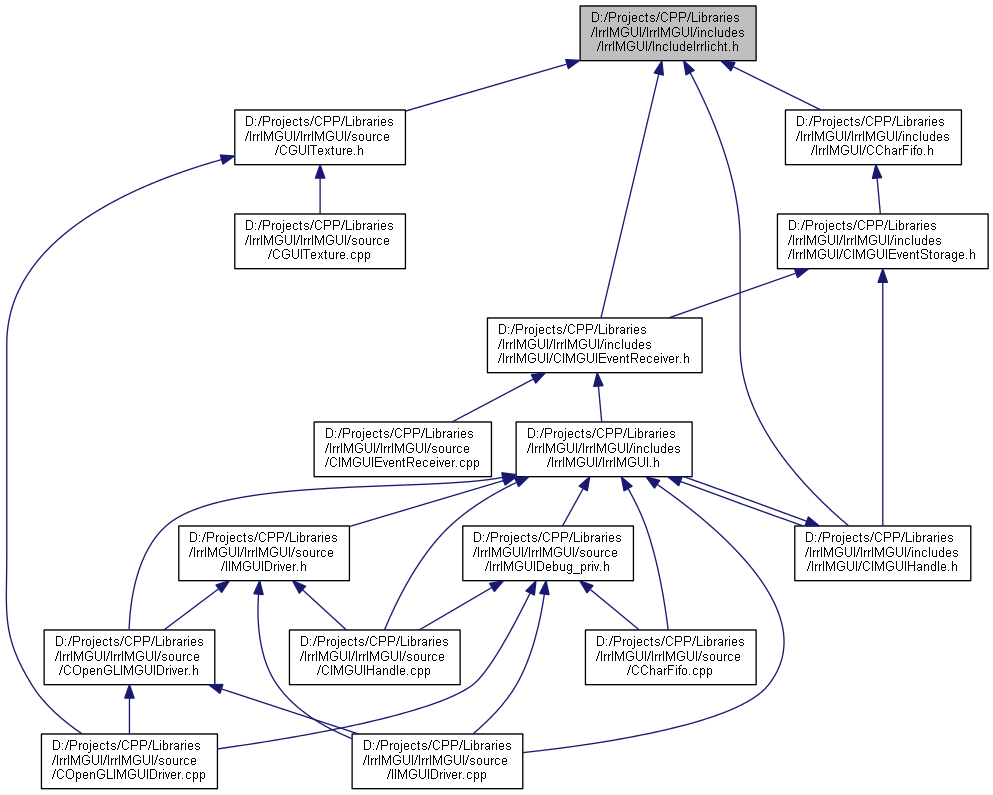 D:/Projects/CPP/Libraries
/IrrIMGUI/IrrIMGUI/includes
/IrrIMGUI/IncludeIrrlicht.h
D:/Projects/CPP/Libraries
/IrrIMGUI/IrrIMGUI/source
/CGUITexture.h
D:/Projects/CPP/Libraries
/IrrIMGUI/IrrIMGUI/includes
/IrrIMGUI/CCharFifo.h
D:/Projects/CPP/Libraries
/IrrIMGUI/IrrIMGUI/source
/CGUITexture.cpp
D:/Projects/CPP/Libraries
/IrrIMGUI/IrrIMGUI/includes
/IrrIMGUI/CIMGUIEventStorage.h
D:/Projects/CPP/Libraries
/IrrIMGUI/IrrIMGUI/includes
/IrrIMGUI/CIMGUIEventReceiver.h
D:/Projects/CPP/Libraries
/IrrIMGUI/IrrIMGUI/source
/CIMGUIEventReceiver.cpp
D:/Projects/CPP/Libraries
/IrrIMGUI/IrrIMGUI/includes
/IrrIMGUI/IrrIMGUI.h
D:/Projects/CPP/Libraries
/IrrIMGUI/IrrIMGUI/source
/IIMGUIDriver.h
D:/Projects/CPP/Libraries
/IrrIMGUI/IrrIMGUI/source
/IrrIMGUIDebug_priv.h
D:/Projects/CPP/Libraries
/IrrIMGUI/IrrIMGUI/includes
/IrrIMGUI/CIMGUIHandle.h
D:/Projects/CPP/Libraries
/IrrIMGUI/IrrIMGUI/source
/COpenGLIMGUIDriver.h
D:/Projects/CPP/Libraries
/IrrIMGUI/IrrIMGUI/source
/CIMGUIHandle.cpp
D:/Projects/CPP/Libraries
/IrrIMGUI/IrrIMGUI/source
/CCharFifo.cpp
D:/Projects/CPP/Libraries
/IrrIMGUI/IrrIMGUI/source
/COpenGLIMGUIDriver.cpp
D:/Projects/CPP/Libraries
/IrrIMGUI/IrrIMGUI/source
/IIMGUIDriver.cpp